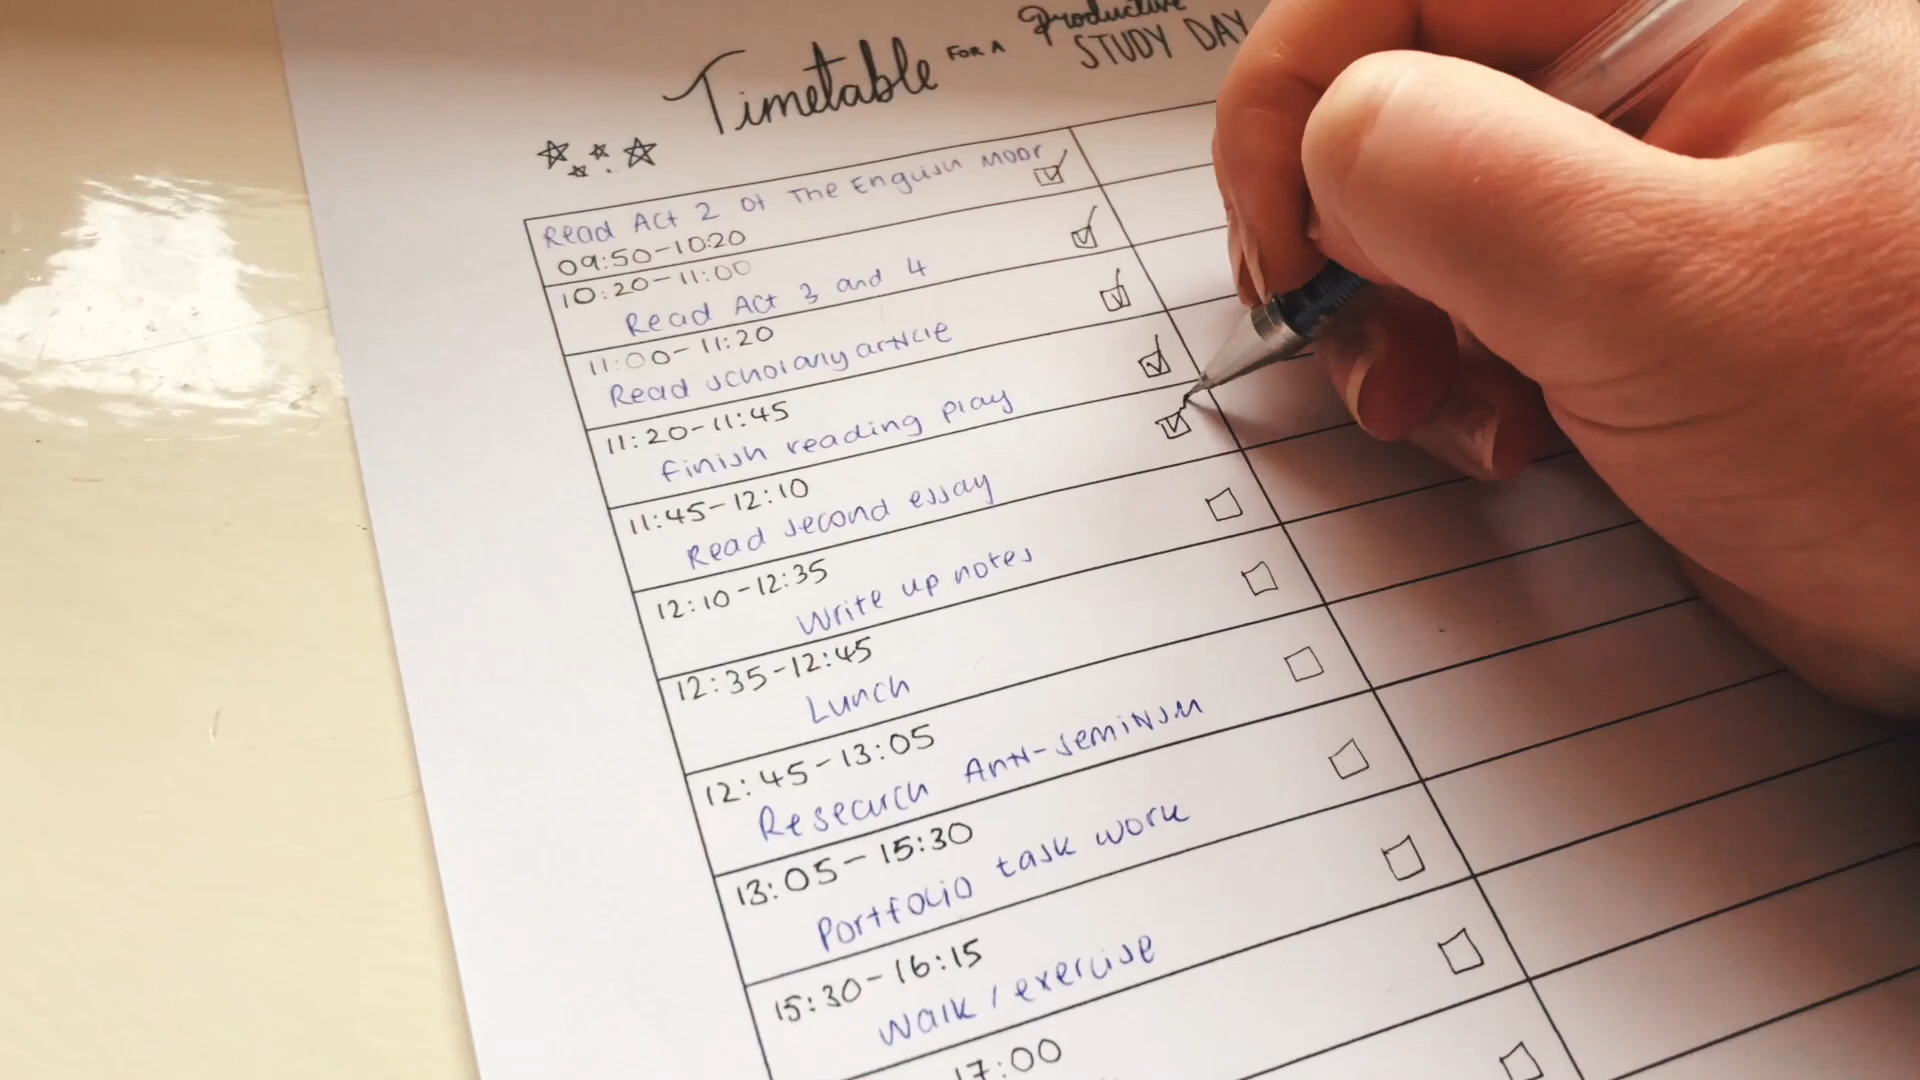 Timetable FOR A Productive STUDY DAY
Read Act 2 of The English Moor
09:50-10:20
10:20-11:00
Read Act 3 and 4
11:00-11:20
Read scholarly article
11:20-11:45
finish reading play
11:45-12:10
Read second essay
12:10-12:35
Write up notes
12:35-12:45
Lunch
12:45-13:05
Research Anti-semitism
13:05-15:30
Portfolio task work
15:30-16:15
Walk/exercise
17:00